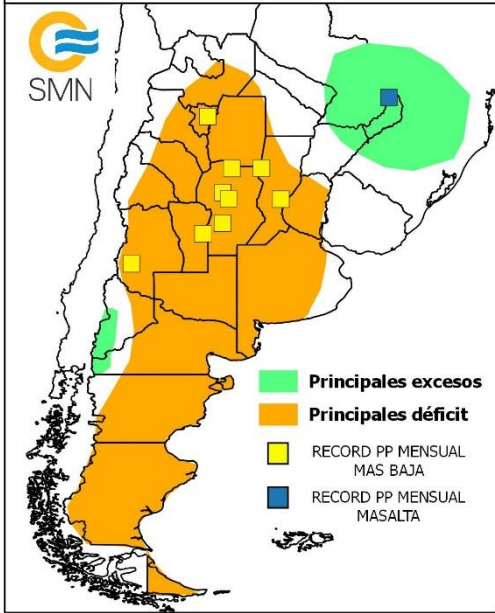 SMN
Principales excesos
Principales déficit
RECORD PP MENSUAL
MAS BAJA
RECORD PP MENSUAL
MASALTA